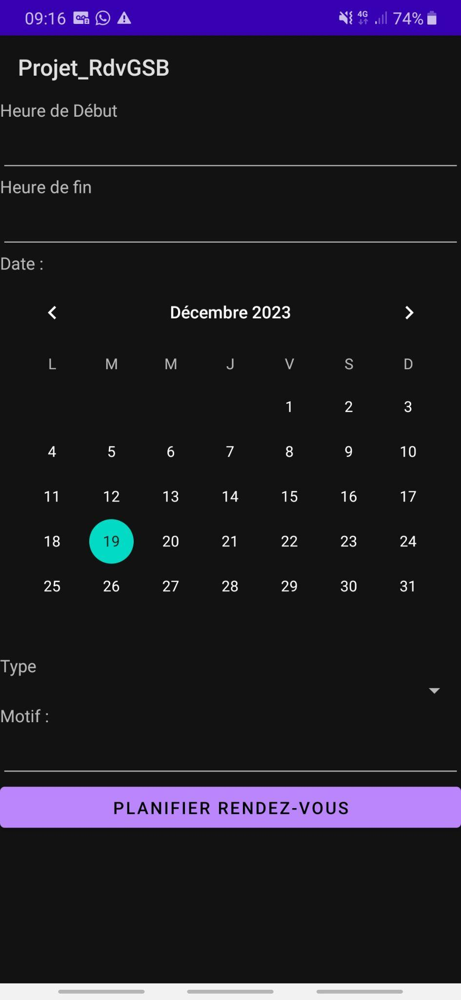 09:16 4G 74%
Projet_RdvGSB
Heure de Début
Heure de fin
Date :
Décembre 2023
L M M J V S D
1 2 3
4 5 6 7 8 9 10
11 12 13 14 15 16 17
18 19 20 21 22 23 24
25 26 27 28 29 30 31
Type
Motif :
PLANIFIER RENDEZ-VOUS